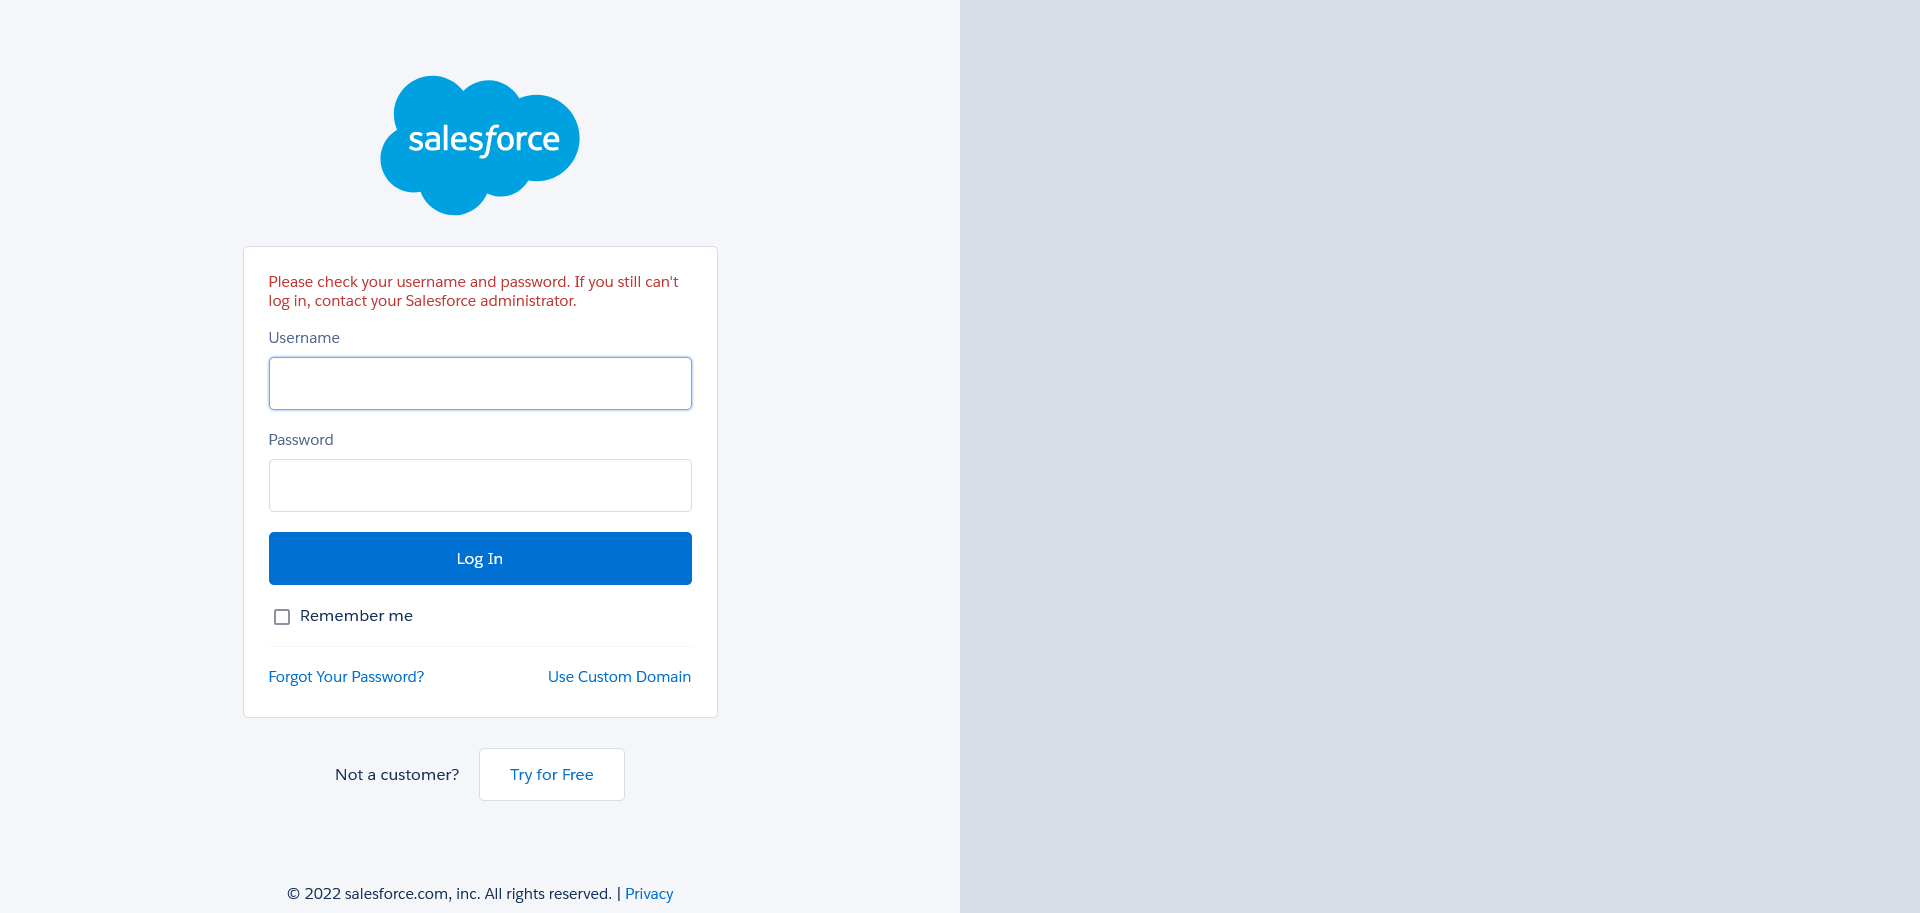 salesforce
Please check your username and password. If you still can't
log in, contact your Salesforce administrator.
Username
Password
Log In
Remember me
Forgot Your Password?
Use Custom Domain
Not a customer?
Try for Free
© 2022 salesforce.com, inc. All rights reserved. | Privacy